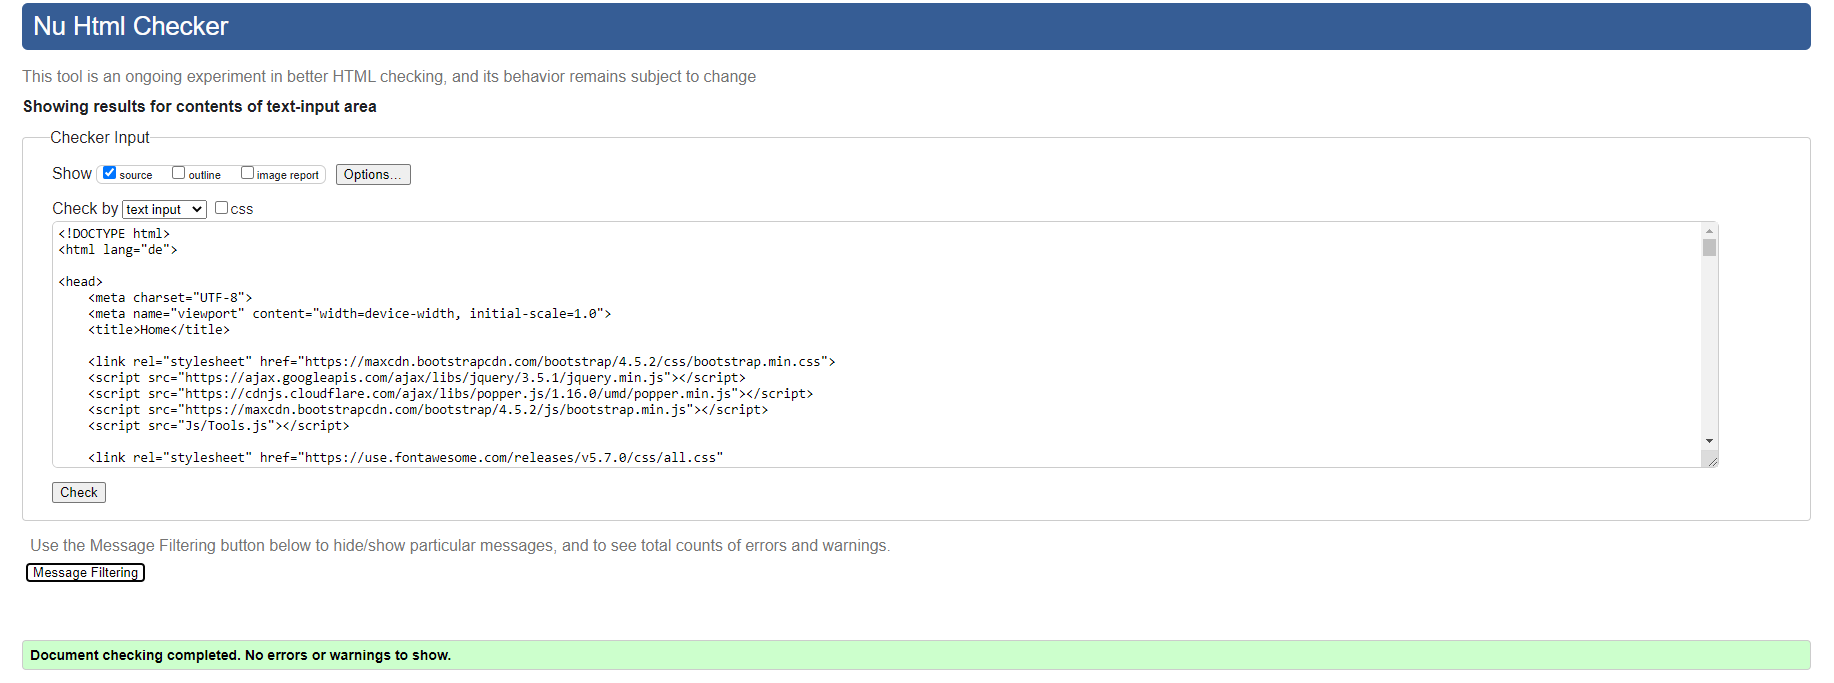 Nu Html Checker
This tool is an ongoing experiment in better HTML checking, and its behavior remains subject to change
Showing results for contents of text-input area
Checker Input
Show source outline image report Options...
Check by text input css
<!DOCTYPE html>
<html lang="de">
<head>
<meta charset="UTF-8">
<meta name="viewport" content="width=device-width, initial-scale=1.0">
<title>Home</title>
<link rel="stylesheet" href="https://maxcdn.bootstrapcdn.com/bootstrap/4.5.2/css/bootstrap.min.css">
<script src="https://ajax.googleapis.com/ajax/libs/jquery/3.5.1/jquery.min.js"></script>
<script src="https://cdnjs.cloudflare.com/ajax/libs/popper.js/1.16.0/umd/popper.min.js"></script>
<script src="https://maxcdn.bootstrapcdn.com/bootstrap/4.5.2/js/bootstrap.min.js"></script>
<script src="Js/Tools.js"></script>
<link rel="stylesheet" href="https://use.fontawesome.com/releases/v5.7.0/css/all.css"
Check
Use the Message Filtering button below to hide/show particular messages, and to see total counts of errors and warnings.
Message Filtering
Document checking completed. No errors or warnings to show.